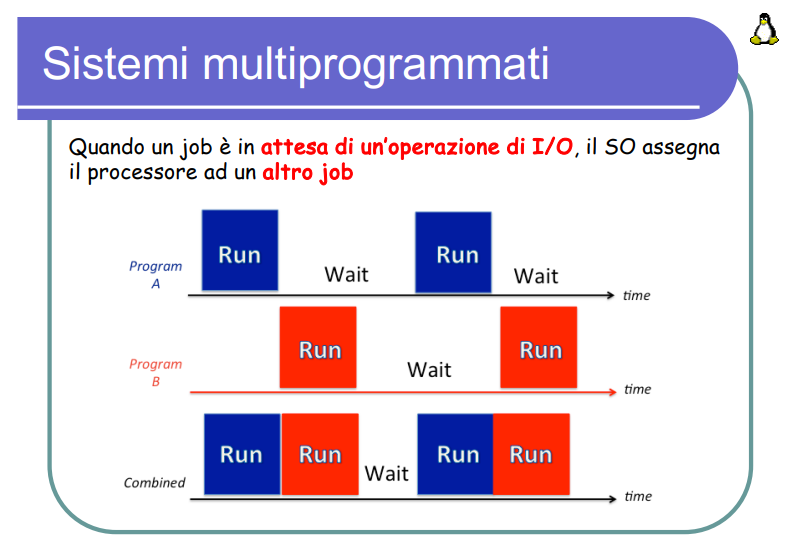 Sistemi multiprogrammati
Quando un job è in attesa di un'operazione di I/O, il SO assegna
il processore ad un altro job
Program
A
Run
Wait
Run
Wait
time
Program
B
Run
Wait
Run
time
Combined
Run
Run
Wait
Run
Run
time